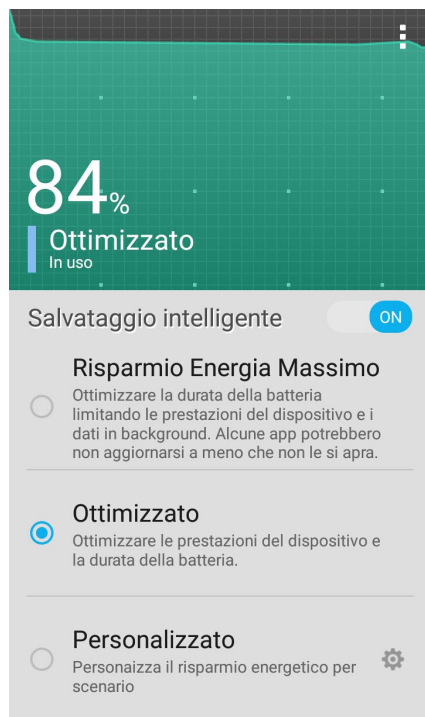 84%
Ottimizzato
In uso
Salvataggio intelligente
ON
Risparmio Energia Massimo
Ottimizzare la durata della batteria
limitando le prestazioni del dispositivo e i
dati in background. Alcune app potrebbero
non aggiornarsi a meno che non le si apra.
Ottimizzato
Ottimizzare le prestazioni del dispositivo e
la durata della batteria.
Personalizzato
Personaizza il risparmio energetico per
scenario